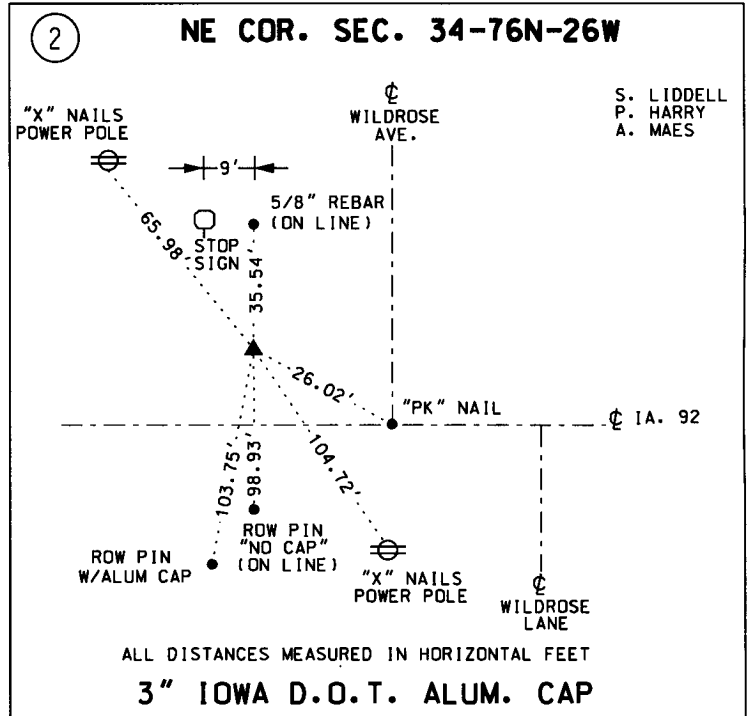 2
NE COR. SEC. 34-76N-26W
℄
WILDROSE
AVE.
S. LIDDELL
P. HARRY
A. MAES
"X" NAILS
POWER POLE
9'
5/8" REBAR
(ON LINE)
STOP
SIGN
65.98'
35.54'
26.02'
"PK" NAIL
℄ IA. 92
103.75'
98.93'
104.72'
ROW PIN
"NO CAP"
(ON LINE)
ROW PIN
W/ALUM CAP
"X" NAILS
POWER POLE
℄
WILDROSE
LANE
ALL DISTANCES MEASURED IN HORIZONTAL FEET
3" IOWA D.O.T. ALUM. CAP